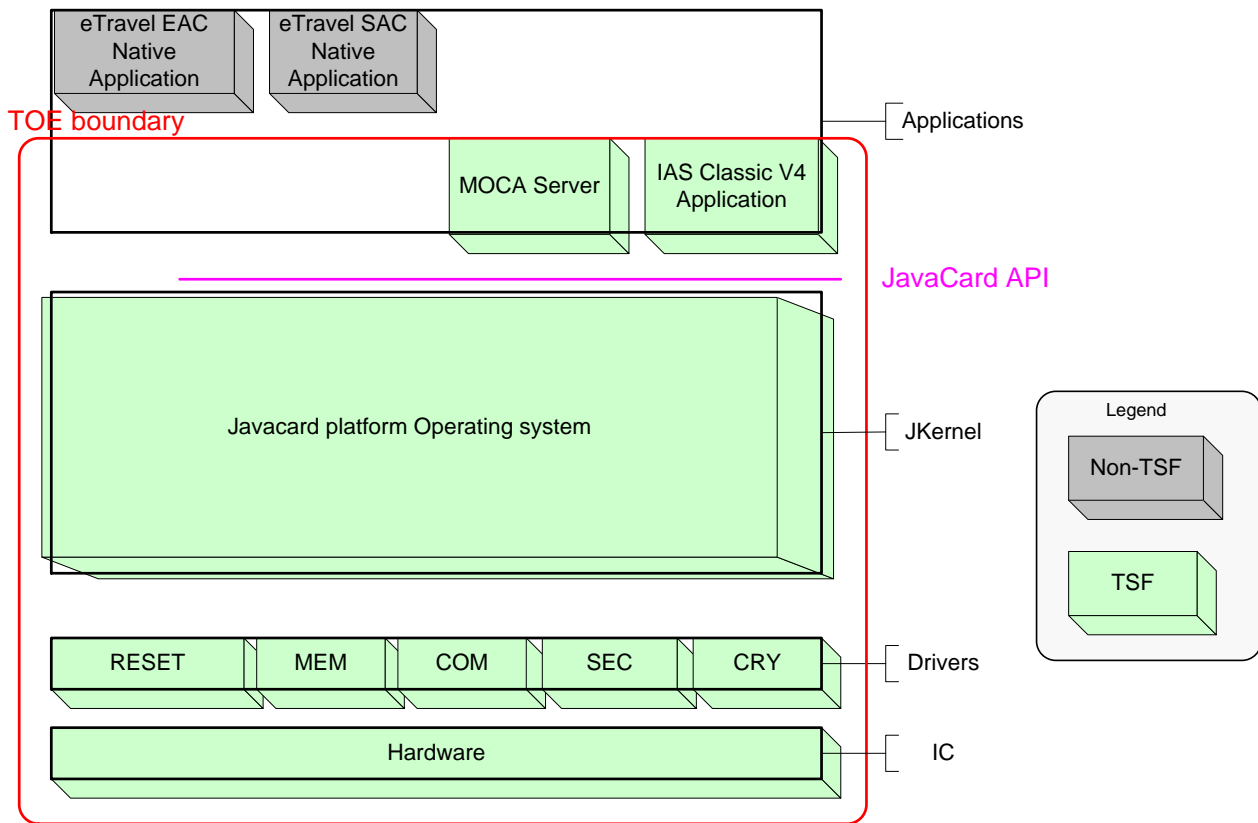 eTravel EAC
Native
Application
eTravel SAC
Native
Application
TOE boundary
Applications
MOCA Server
IAS Classic V4
Application
JavaCard API
Javacard platform Operating system
JKernel
Legend
Non-TSF
TSF
RESET
MEM
COM
SEC
CRY
Drivers
Hardware
IC